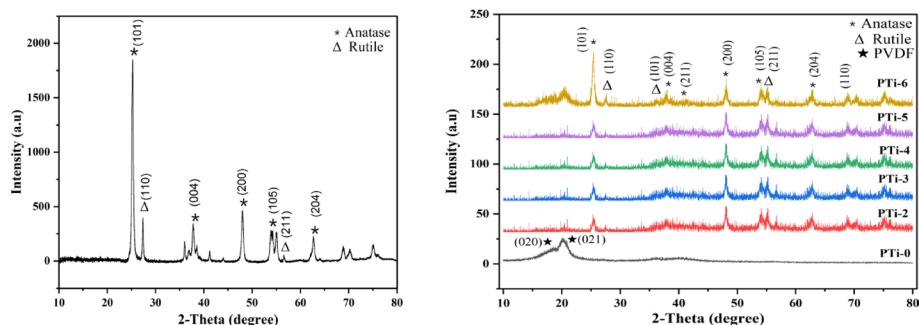 * Anatase
Δ Rutile
*(101)
Δ(110)
(004)
*
(200)
*
(105)
*
(211)
Δ
(204)
*
2000
1500
1000
500
0
Intensity (a.u)
10 20 30 40 50 60 70 80
2-Theta (degree)
* Anatase
Δ Rutile
★ PVDF
(101)
*
(110)
Δ
(101)
Δ
(004)
*
(211)
*
(200)
*
(105)
*
(211)
Δ
(204)
*
(110)
PTi-6
PTi-5
PTi-4
PTi-3
PTi-2
(020)★
★(021)
PTi-0
250
200
150
100
50
0
Intensity (a.u)
10 20 30 40 50 60 70 80
2-Theta (degree)